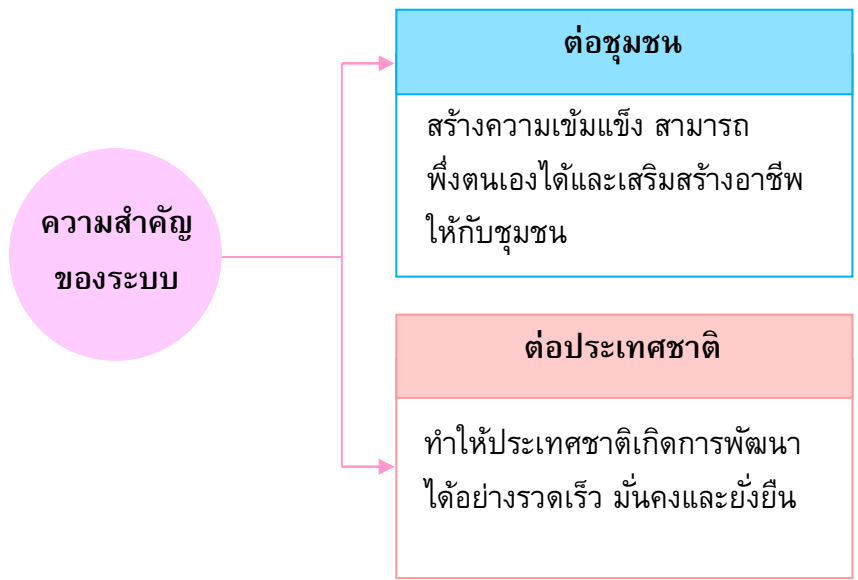 ความสำคัญ
ของระบบ
ต่อชุมชน
สร้างความเข้มแข็ง สามารถ
พึ่งตนเองได้และเสริมสร้างอาชีพ
ให้กับชุมชน
ต่อประเทศชาติ
ทำให้ประเทศชาติเกิดการพัฒนา
ได้อย่างรวดเร็ว มั่นคงและยั่งยืน